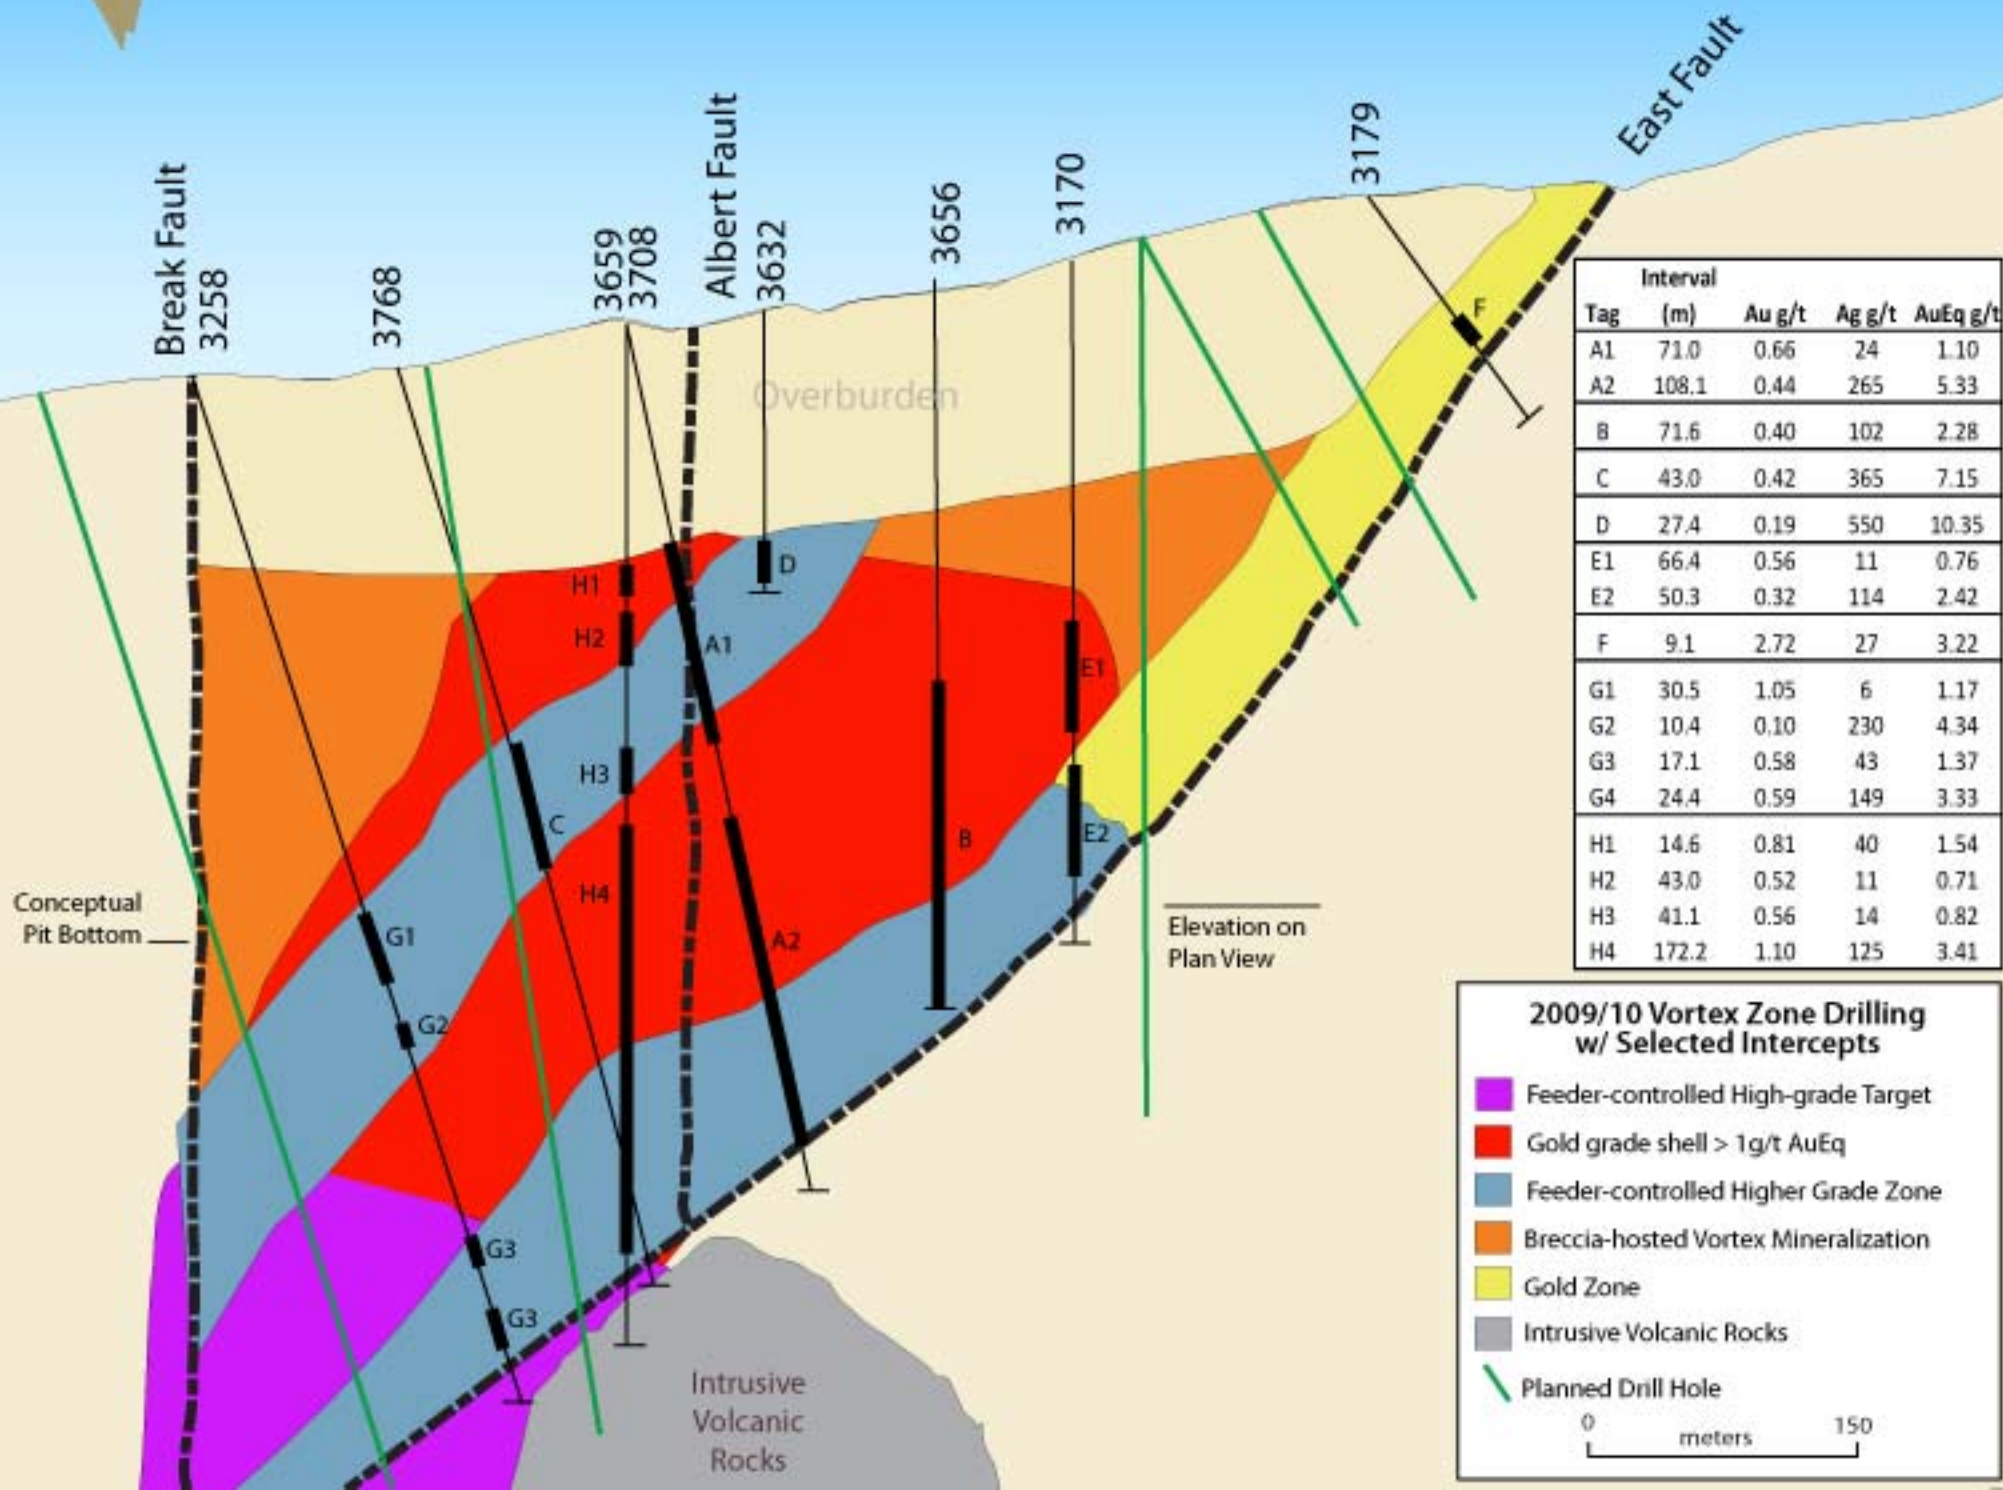 Break Fault
3258
3768
3659
3708
Albert Fault
3632
3656
3170
3179
East Fault
Overburden
F
H1
H2
H3
H4
A1
A2
D
C
B
E1
E2
G1
G2
G3
G3
Conceptual
Pit Bottom
Elevation on
Plan View
Intrusive
Volcanic
Rocks
Interval
Tag (m) Au g/t Ag g/t AuEq g/t
A1 71.0 0.66 24 1.10
A2 108.1 0.44 265 5.33
B 71.6 0.40 102 2.28
C 43.0 0.42 365 7.15
D 27.4 0.19 550 10.35
E1 66.4 0.56 11 0.76
E2 50.3 0.32 114 2.42
F 9.1 2.72 27 3.22
G1 30.5 1.05 6 1.17
G2 10.4 0.10 230 4.34
G3 17.1 0.58 43 1.37
G4 24.4 0.59 149 3.33
H1 14.6 0.81 40 1.54
H2 43.0 0.52 11 0.71
H3 41.1 0.56 14 0.82
H4 172.2 1.10 125 3.41
2009/10 Vortex Zone Drilling
w/ Selected Intercepts
Feeder-controlled High-grade Target
Gold grade shell > 1g/t AuEq
Feeder-controlled Higher Grade Zone
Breccia-hosted Vortex Mineralization
Gold Zone
Intrusive Volcanic Rocks
Planned Drill Hole
0 150
meters